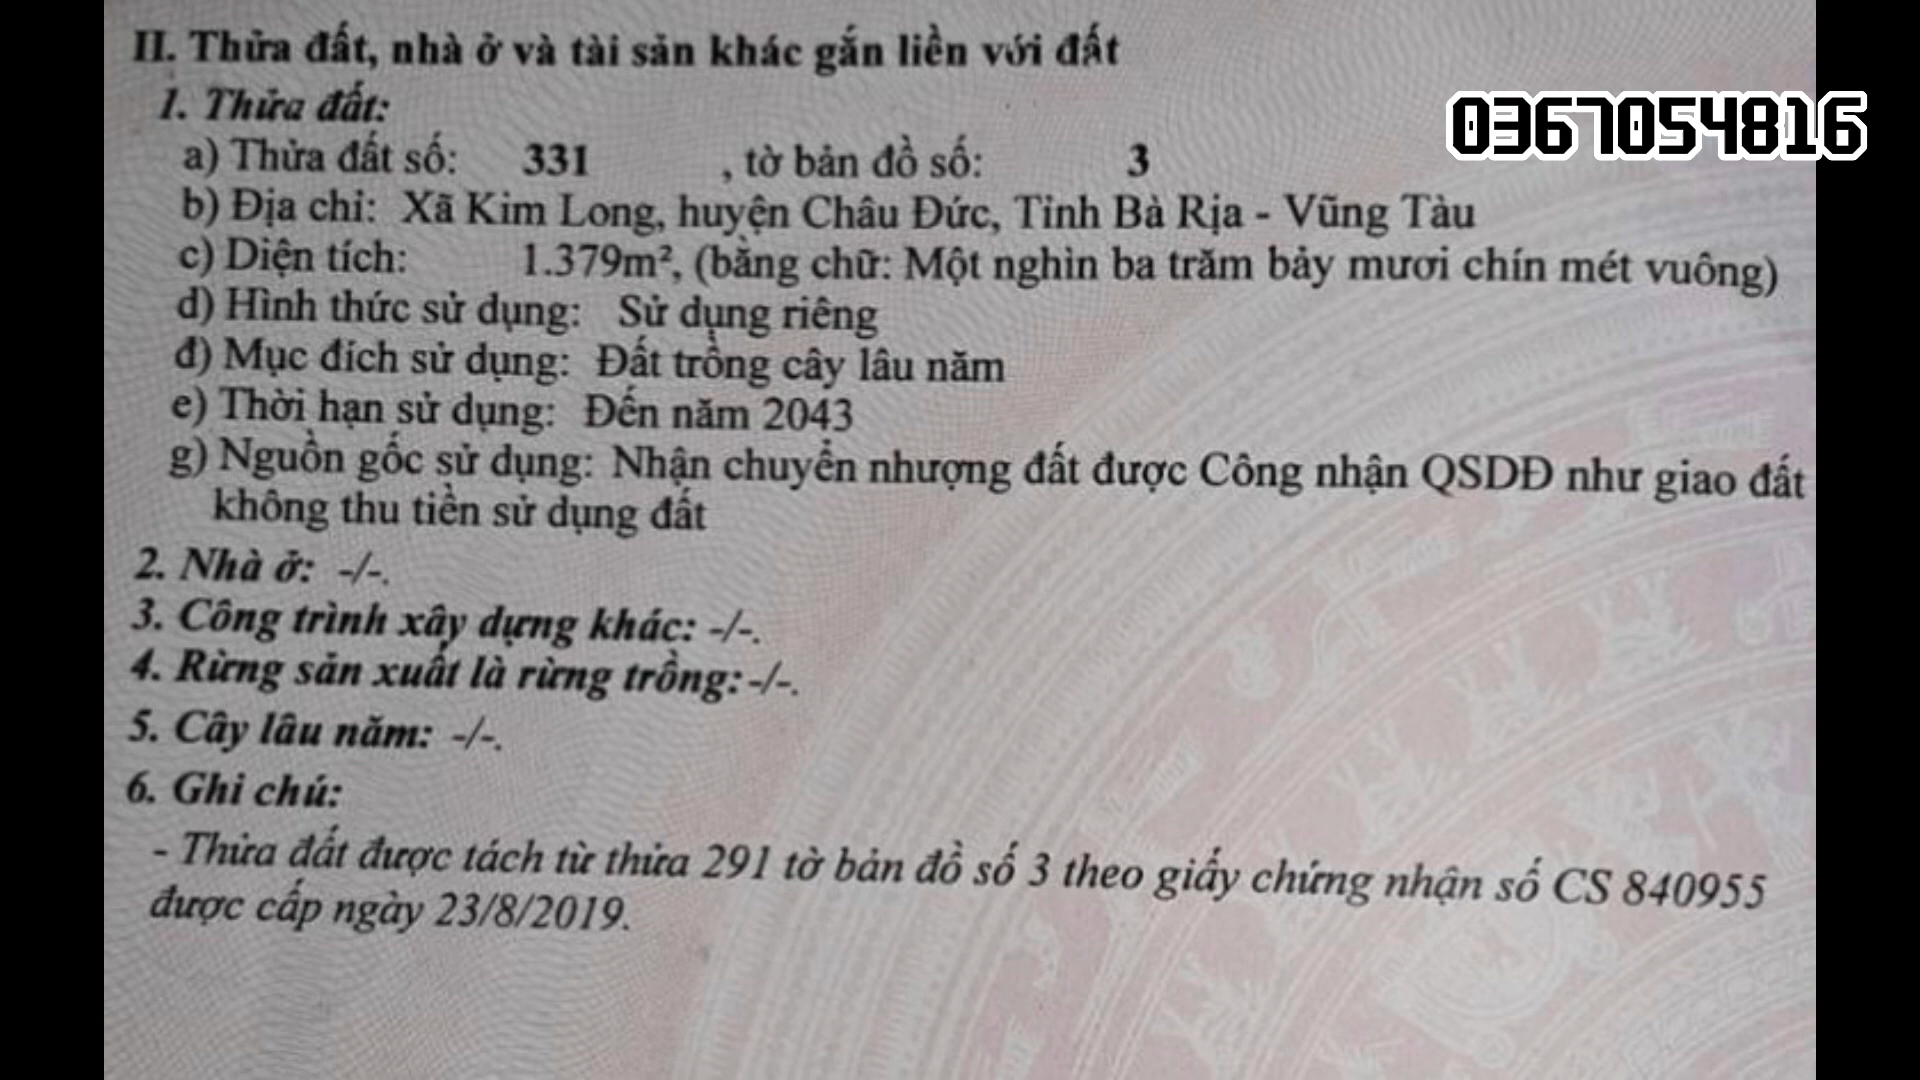 II. Thửa đất, nhà ở và tài sản khác gắn liền với đất
1. Thửa đất:
0367054816
a) Thửa đất số: 331 , tờ bản đồ số: 3
b) Địa chỉ: Xã Kim Long, huyện Châu Đức, Tỉnh Bà Rịa - Vũng Tàu
c) Diện tích: 1.379m², (bằng chữ: Một nghìn ba trăm bảy mươi chín mét vuông)
d) Hình thức sử dụng: Sử dụng riêng
đ) Mục đích sử dụng: Đất trồng cây lâu năm
e) Thời hạn sử dụng: Đến năm 2043
g) Nguồn gốc sử dụng: Nhận chuyển nhượng đất được Công nhận QSDĐ như giao đất
không thu tiền sử dụng đất
2. Nhà ở: -/-.
3. Công trình xây dựng khác: -/-.
4. Rừng sản xuất là rừng trồng: -/-.
5. Cây lâu năm: -/-.
6. Ghi chú:
- Thửa đất được tách từ thửa 291 tờ bản đồ số 3 theo giấy chứng nhận số CS 840955
được cấp ngày 23/8/2019.